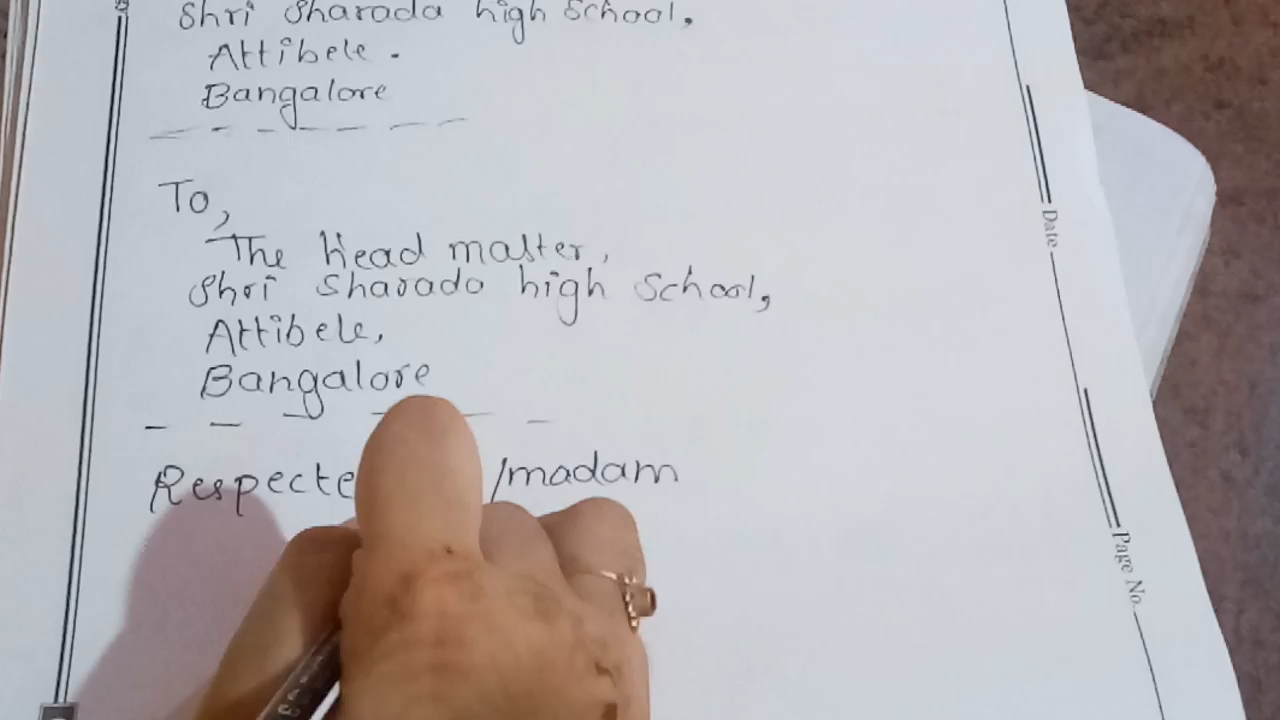 Shri Sharada high School,
Attibele.
Bangalore
To,
The Head master,
Shri Sharada high School,
Attibele,
Bangalore
Respecte /madam
Date
Page No.